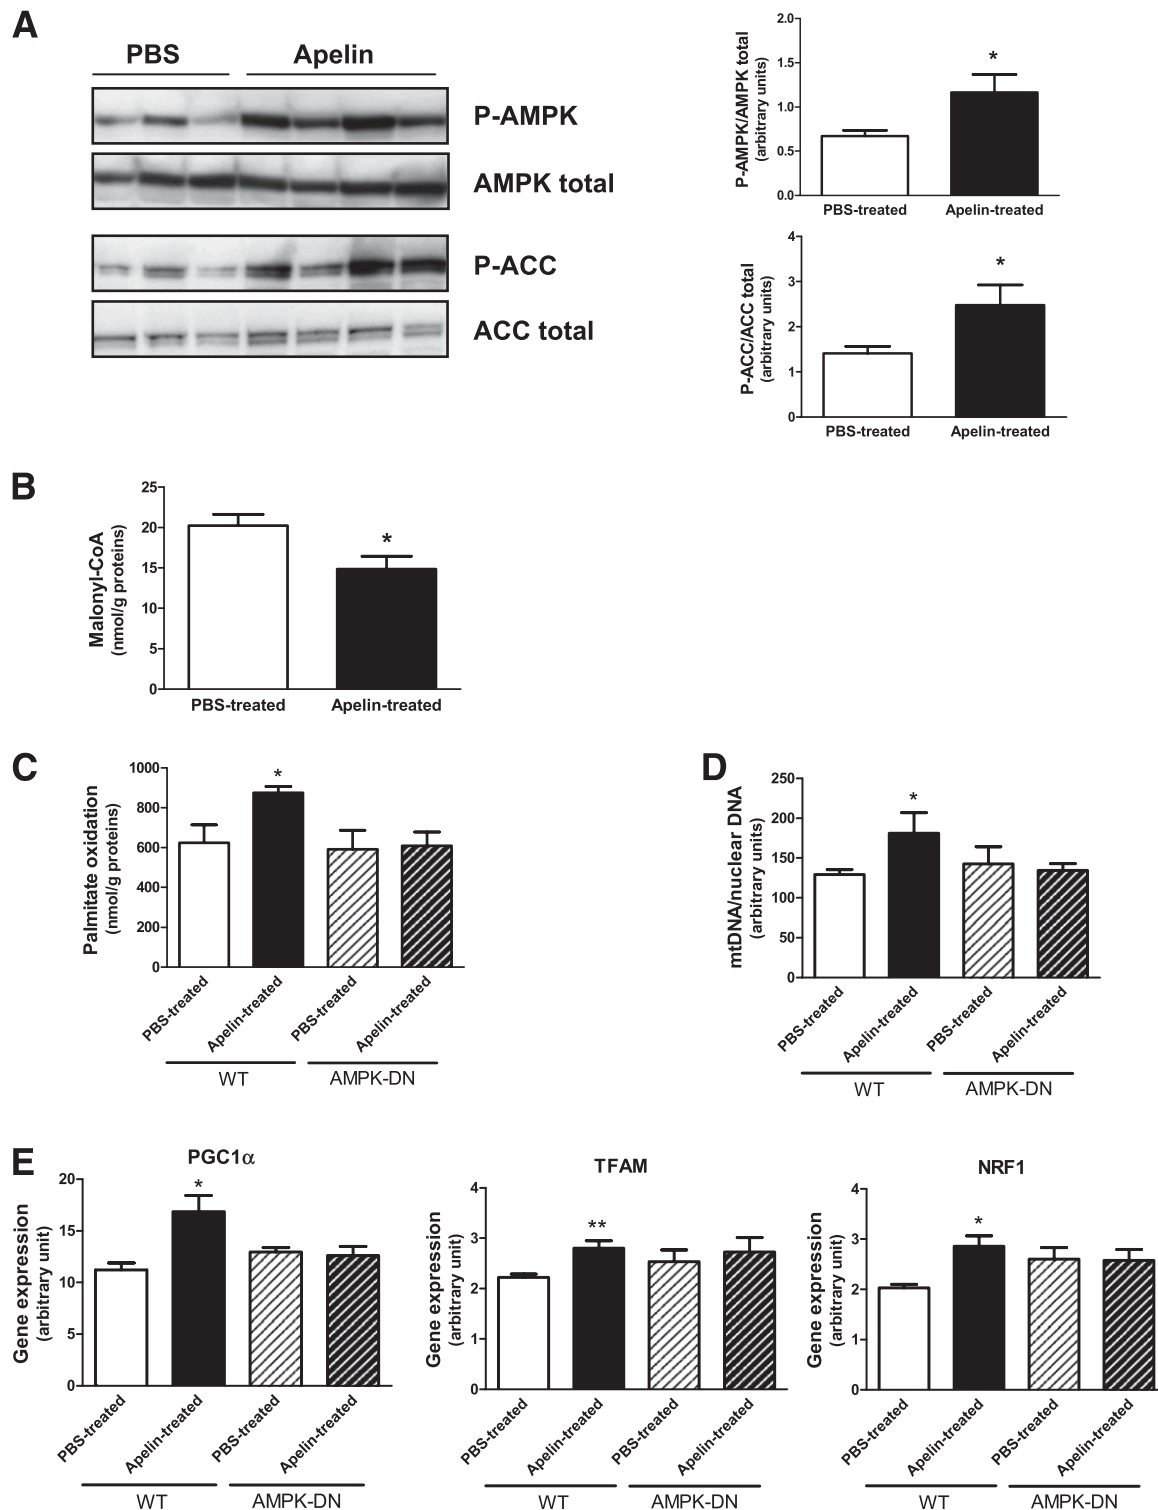 A
PBS Apelin
P-AMPK
AMPK total
P-ACC
ACC total
P-AMPK/AMPK total
(arbitrary units)
2.0
1.5
1.0
0.5
0.0
*
PBS-treated Apelin-treated
P-ACC/ACC total
(arbitrary units)
4
3
2
1
0
*
PBS-treated Apelin-treated
B
Malonyl-CoA
(nmol/g proteins)
25
20
15
10
5
0
*
PBS-treated Apelin-treated
C
Palmitate oxidation
(nmol/g proteins)
1000
800
600
400
200
0
*
PBS-treated Apelin-treated PBS-treated Apelin-treated
WT AMPK-DN
D
mtDNA/nuclear DNA
(arbitrary units)
250
200
150
100
50
0
*
PBS-treated Apelin-treated PBS-treated Apelin-treated
WT AMPK-DN
E
PGC1α
Gene expression
(arbitrary unit)
20
15
10
5
0
*
PBS-treated Apelin-treated PBS-treated Apelin-treated
WT AMPK-DN
TFAM
Gene expression
(arbitrary unit)
4
3
2
1
0
**
PBS-treated Apelin-treated PBS-treated Apelin-treated
WT AMPK-DN
NRF1
Gene expression
(arbitrary unit)
4
3
2
1
0
*
PBS-treated Apelin-treated PBS-treated Apelin-treated
WT AMPK-DN